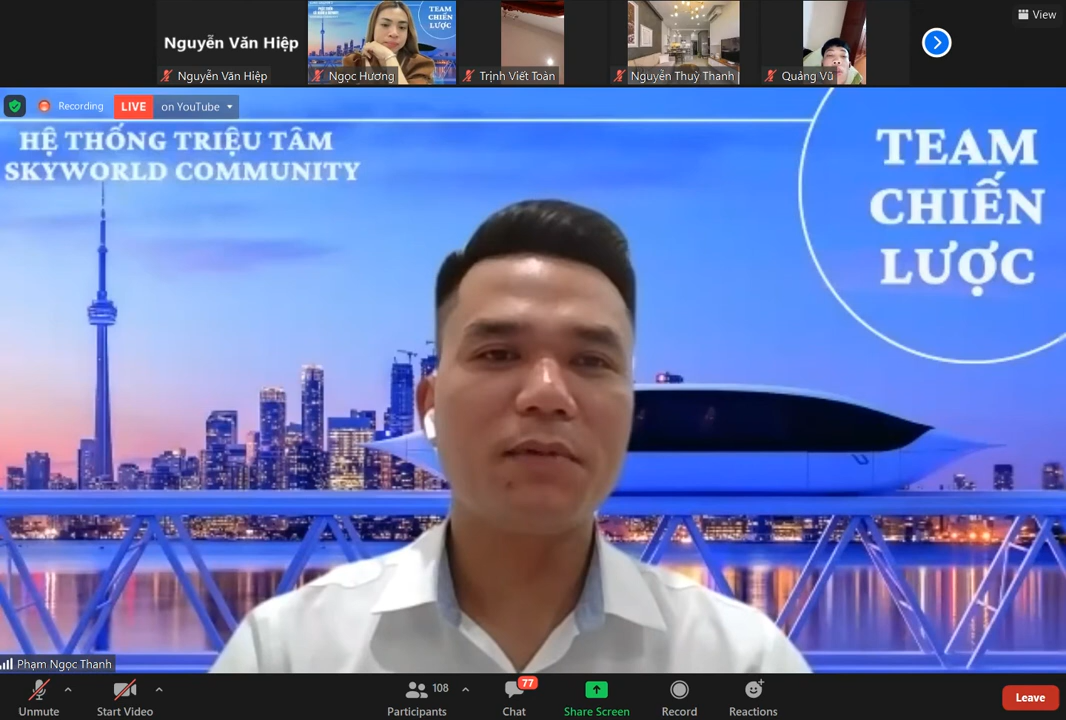 Nguyễn Văn Hiệp
View
Nguyễn Văn Hiệp
Ngọc Hương
Trịnh Viết Toàn
Nguyễn Thuỳ Thanh
Quảng Vũ
TEAM
CHIẾN
LƯỢC
Recording
LIVE
on YouTube
HỆ THỐNG TRIỆU TÂM
SKYWORLD COMMUNITY
TEAM
CHIẾN
LƯỢC
Phạm Ngọc Thanh
108
77
Unmute
Start Video
Participants
Chat
Share Screen
Record
Reactions
Leave